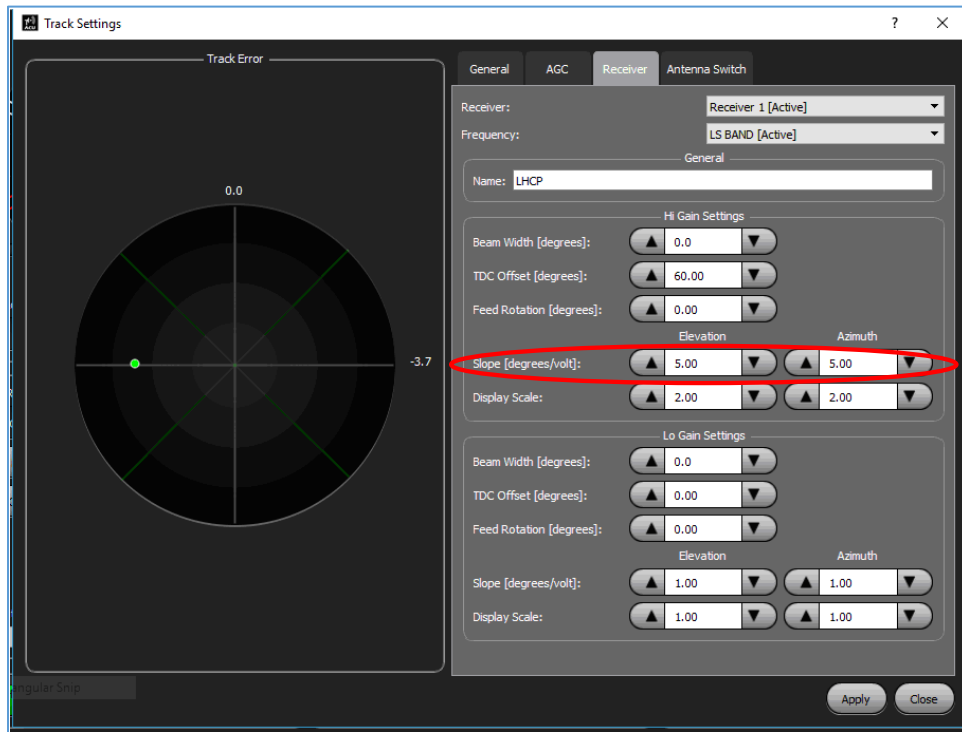 Track Settings
?
Track Error
0.0
-3.7
General AGC Receiver Antenna Switch
Receiver: Receiver 1 [Active]
Frequency: LS BAND [Active]
General
Name: LHCP
Hi Gain Settings
Beam Width [degrees]: 0.0
TDC Offset [degrees]: 60.00
Feed Rotation [degrees]: 0.00
Elevation Azimuth
Slope [degrees/volt]: 5.00 5.00
Display Scale: 2.00 2.00
Lo Gain Settings
Beam Width [degrees]: 0.0
TDC Offset [degrees]: 0.00
Feed Rotation [degrees]: 0.00
Elevation Azimuth
Slope [degrees/volt]: 1.00 1.00
Display Scale: 1.00 1.00
angular Snip
Apply Close